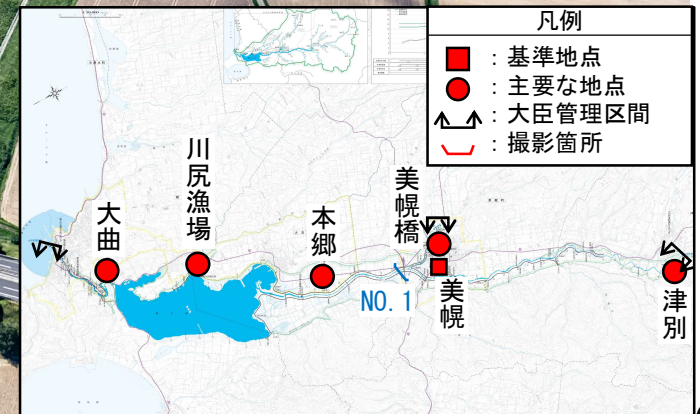 凡例
：基準地点
：主要な地点
：大臣管理区間
：撮影箇所
大曲
川尻漁場
本郷
美幌橋
美幌
津別
NO.1